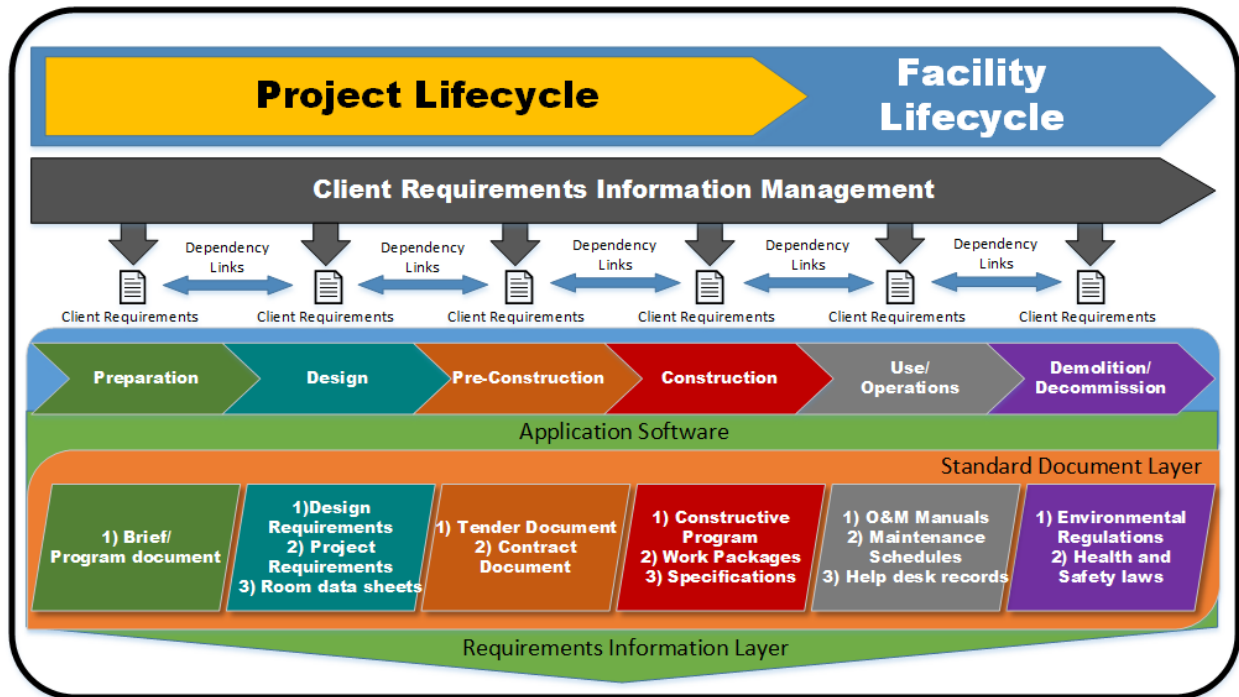 Project Lifecycle
Facility
Lifecycle
Client Requirements Information Management
Dependency
Links
Dependency
Links
Dependency
Links
Dependency
Links
Dependency
Links
Client Requirements
Client Requirements
Client Requirements
Client Requirements
Client Requirements
Client Requirements
Preparation
Design
Pre-Construction
Construction
Use/
Operations
Demolition/
Decommission
Application Software
Standard Document Layer
1) Brief/
Program document
1)Design
Requirements
2) Project
Requirements
3) Room data sheets
1) Tender Document
2) Contract
Document
1) Constructive
Program
2) Work Packages
3) Specifications
1) O&M Manuals
2) Maintenance
Schedules
3) Help desk records
1) Environmental
Regulations
2) Health and
Safety laws
Requirements Information Layer